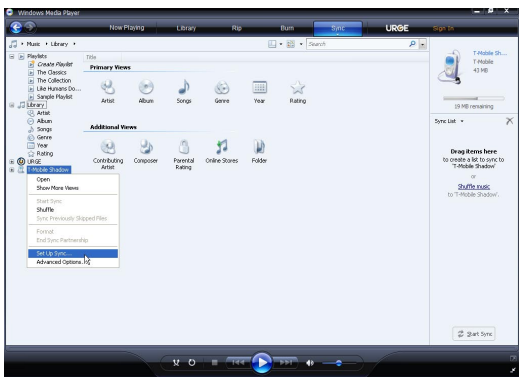 Windows Media Player
Now Playing
Library
Rip
Burn
Sync
URGE
Sign In
Music
Library
Search
Playlists
Create Playlist
The Classics
The Collection
Like Humans Do...
Sample Playlist
Library
Artist
Album
Songs
Genre
Year
Rating
URGE
T-Mobile Shadow
Open
Show More Views
Start Sync
Shuffle
Sync Previously Skipped Files
Format
End Sync Partnership
Set Up Sync...
Advanced Options...
Title
Primary Views
Artist
Album
Songs
Genre
Year
Rating
Additional Views
Contributing
Artist
Composer
Parental
Rating
Online Stores
Folder
T-Mobile Sh...
T-Mobile
43 MB
19 MB remaining
Sync List
Drag items here
to create a list to sync to
'T-Mobile Shadow'
or
Shuffle music
to 'T-Mobile Shadow'.
Start Sync